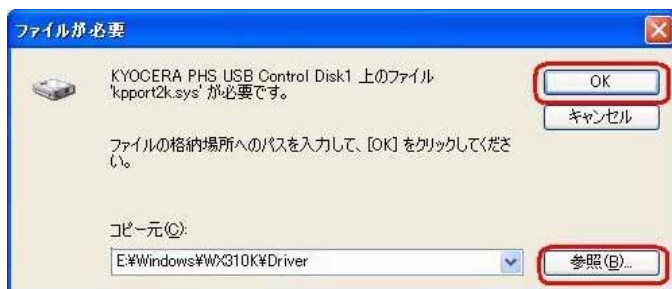 ファイルが必要
KYOCERA PHS USB Control Disk1 上のファイル
'kpport2k.sys' が必要です。
OK
キャンセル
ファイルの格納場所へのパスを入力して、[OK] をクリックしてくださ
い。
コピー元(C):
E:¥Windows¥WX310K¥Driver
参照(B)...